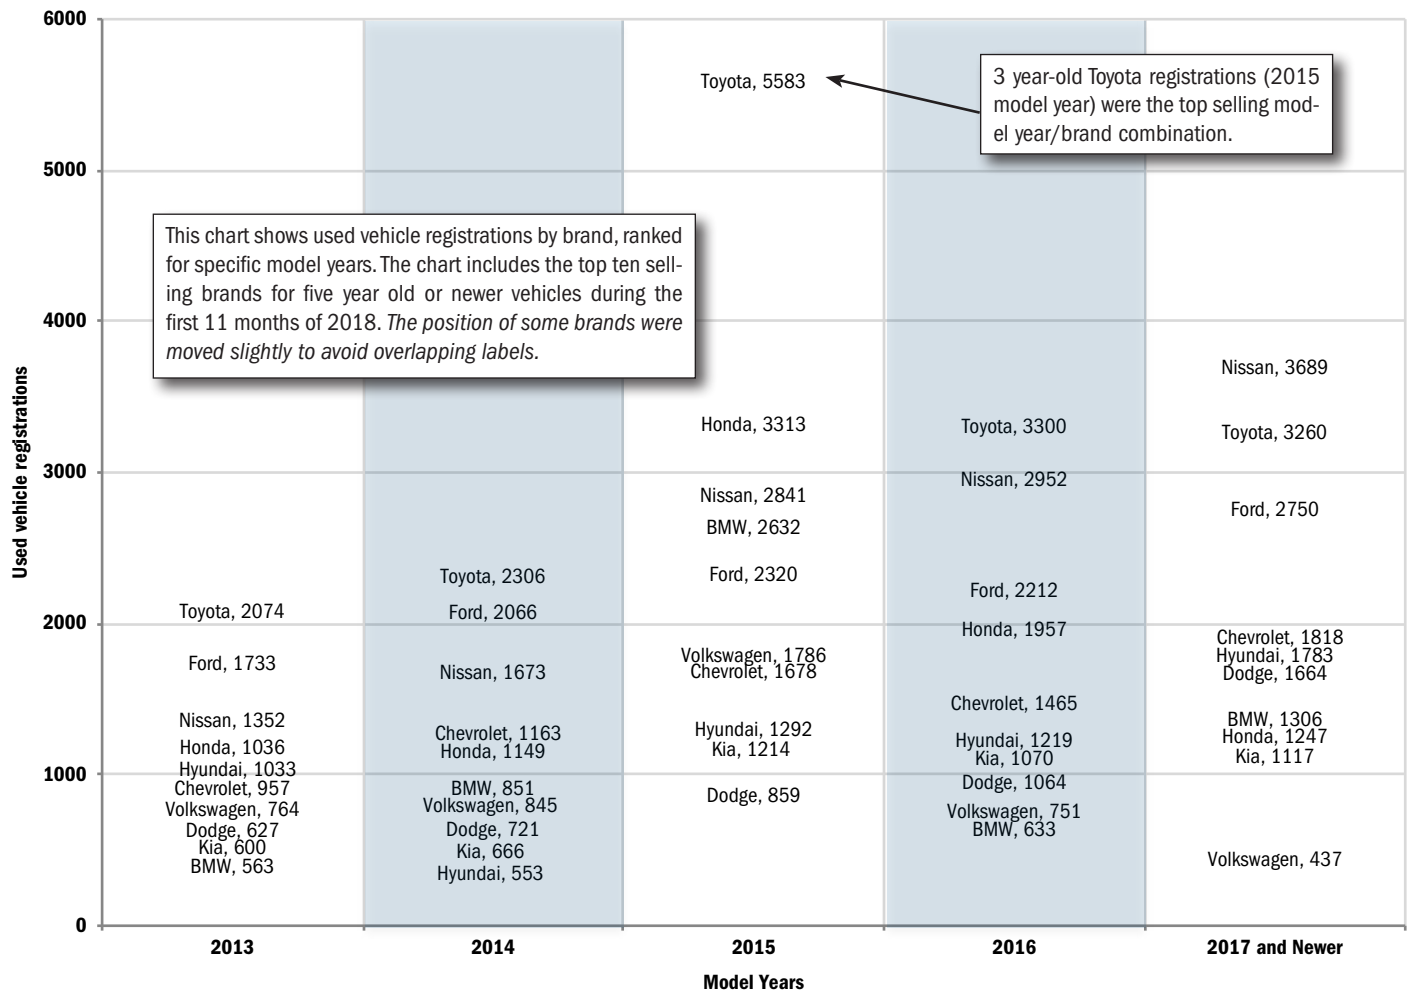 6000
5000
4000
3000
2000
1000
0
Used vehicle registrations
This chart shows used vehicle registrations by brand, ranked
for specific model years. The chart includes the top ten sell-
ing brands for five year old or newer vehicles during the
first 11 months of 2018. The position of some brands were
moved slightly to avoid overlapping labels.
3 year-old Toyota registrations (2015
model year) were the top selling mod-
el year/brand combination.
Toyota, 2074
Ford, 1733
Nissan, 1352
Honda, 1036
Hyundai, 1033
Chevrolet, 957
Volkswagen, 764
Dodge, 627
Kia, 600
BMW, 563
Toyota, 2306
Ford, 2066
Nissan, 1673
Chevrolet, 1163
Honda, 1149
BMW, 851
Volkswagen, 845
Dodge, 721
Kia, 666
Hyundai, 553
Toyota, 5583
Honda, 3313
Nissan, 2841
BMW, 2632
Ford, 2320
Volkswagen, 1786
Chevrolet, 1678
Hyundai, 1292
Kia, 1214
Dodge, 859
Toyota, 3300
Nissan, 2952
Ford, 2212
Honda, 1957
Chevrolet, 1465
Hyundai, 1219
Kia, 1070
Dodge, 1064
Volkswagen, 751
BMW, 633
Nissan, 3689
Toyota, 3260
Ford, 2750
Chevrolet, 1818
Hyundai, 1783
Dodge, 1664
BMW, 1306
Honda, 1247
Kia, 1117
Volkswagen, 437
2013
2014
2015
2016
2017 and Newer
Model Years